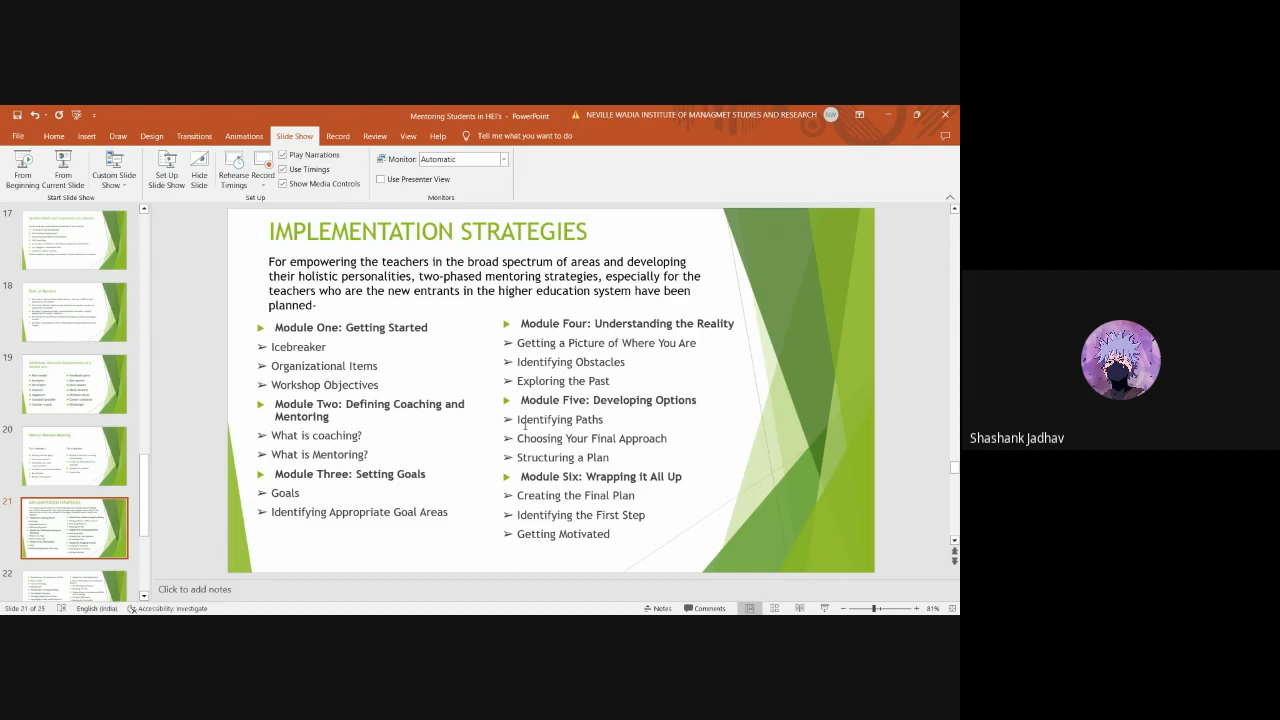 Mentoring Students in HEI's - PowerPoint
NEVILLE WADIA INSTITUTE OF MANAGMET STUDIES AND RESEARCH
NW
File Home Insert Draw Design Transitions Animations Slide Show Record Review View Help Tell me what you want to do
From Beginning
From Current Slide
Custom Slide Show
Start Slide Show
Set Up Slide Show
Hide Slide
Rehearse Timings
Record
Play Narrations
Use Timings
Show Media Controls
Set Up
Monitor: Automatic
Use Presenter View
Monitors
17
18
19
20
21
22
IMPLEMENTATION STRATEGIES
For empowering the teachers in the broad spectrum of areas and developing
their holistic personalities, two-phased mentoring strategies, especially for the
teachers who are the new entrants in the higher education system have been
planned-
Module One: Getting Started
Icebreaker
Organizational Items
Workshop Objectives
Module Two: Defining Coaching and
Mentoring
What is coaching?
What is Mentoring?
Module Three: Setting Goals
Goals
Identifying Appropriate Goal Areas
Module Four: Understanding the Reality
Getting a Picture of Where You Are
Identifying Obstacles
Exploring the Past
Module Five: Developing Options
Identifying Paths
Choosing Your Final Approach
Structuring a Plan
Module Six: Wrapping it All Up
Creating the Final Plan
Identifying the First Step
Getting Motivated
Click to add notes
Slide 21 of 25 English (India) Accessibility: Investigate Notes Comments 81%
Shashank Jadhav